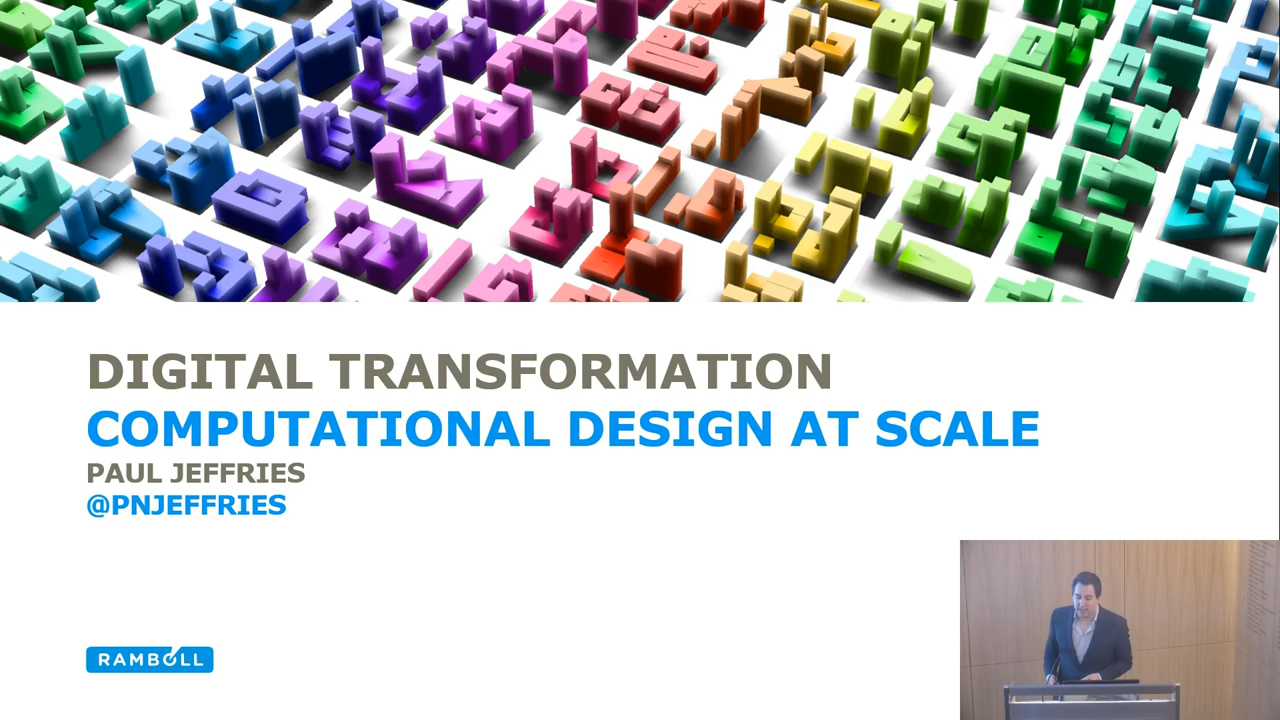 DIGITAL TRANSFORMATION
COMPUTATIONAL DESIGN AT SCALE
PAUL JEFFRIES
@PNJEFFRIES
RAMBOLL